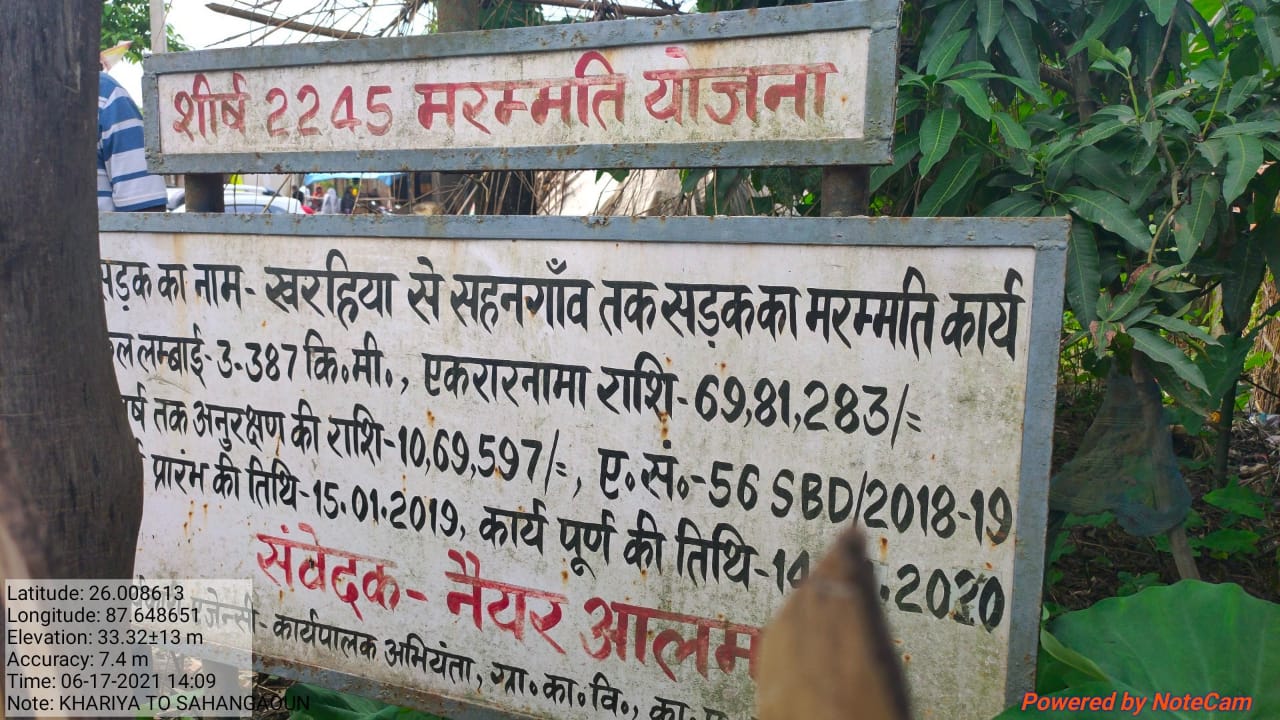 शीर्ष 2245 मरम्मति योजना
सड़क का नाम- खरहिया से सहनगाँव तक सड़क का मरम्मति कार्य
लम्बाई-3.387 कि॰मी॰, एकरारनामा राशि-69,81,283/=
तक अनुरक्षण की राशि-10,69,597/=, ए॰सं॰-56 SBD/2018-19
प्रारंभ की तिथि-15.01.2019, कार्य पूर्ण की तिथि-14 .2020
संवेदक- नैयर आलम
कार्यपालक अभियंता, ग्रा॰का॰वि॰,
Latitude: 26.008613
Longitude: 87.648651
Elevation: 33.32±13 m
Accuracy: 7.4 m
Time: 06-17-2021 14:09
Note: KHARIYA TO SAHANGAOUN
Powered by NoteCam